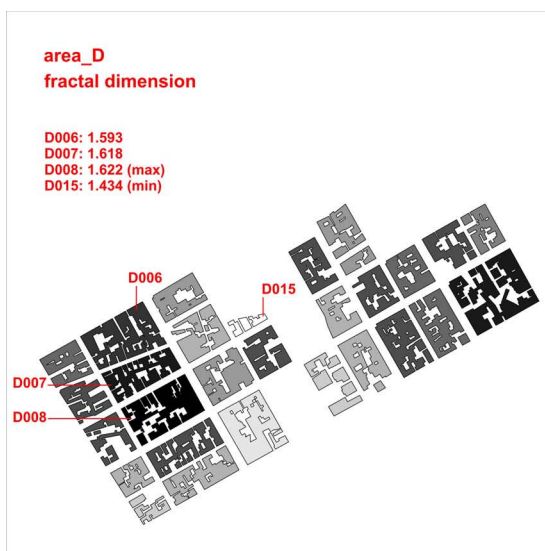 area_D
fractal dimension
D006: 1.593
D007: 1.618
D008: 1.622 (max)
D015: 1.434 (min)
D006
D015
D007
D008